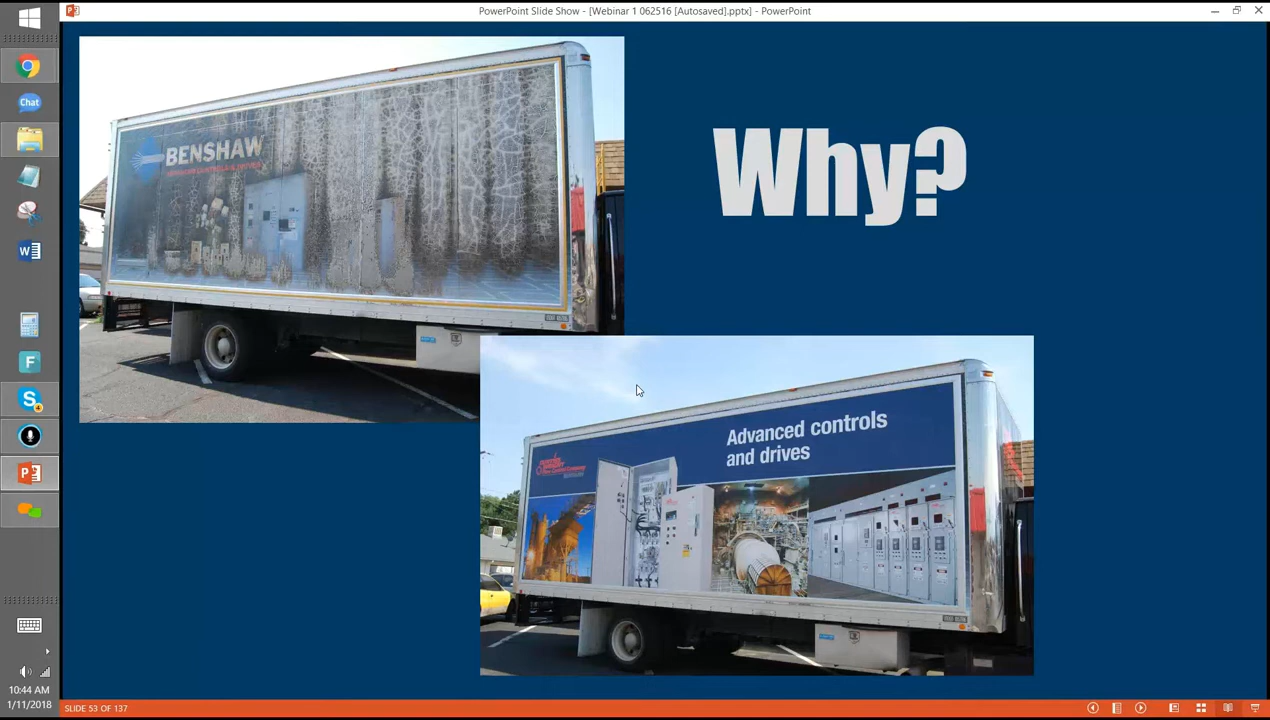 PowerPoint Slide Show - [Webinar 1 062516 [Autosaved].pptx] - PowerPoint
Chat
BENSHAW
Why?
Advanced controls
and drives
10:44 AM
1/11/2018
SLIDE 53 OF 137